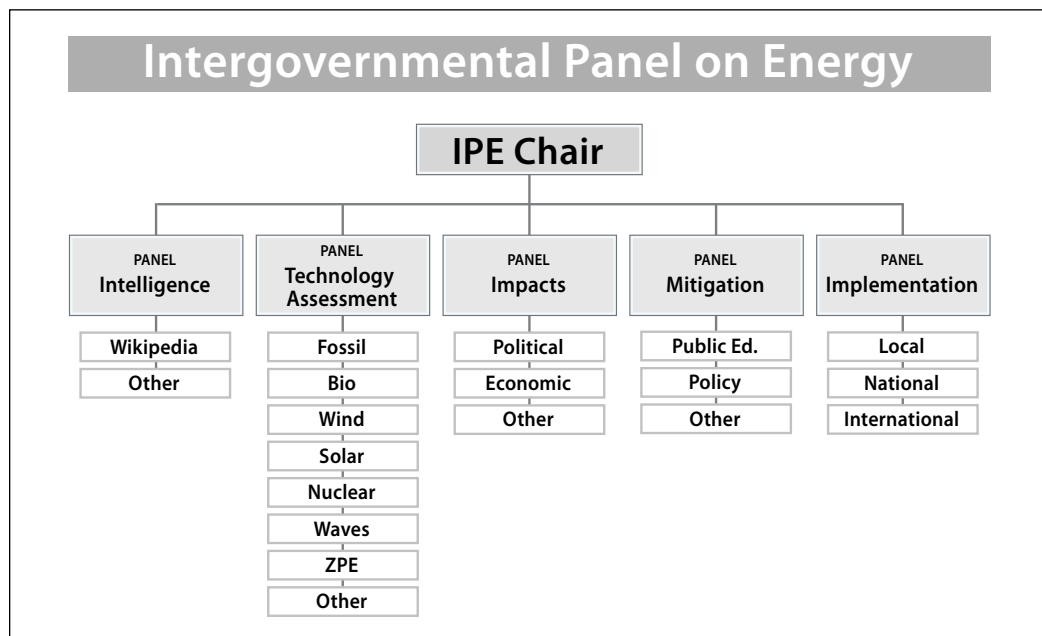 Intergovernmental Panel on Energy
IPE Chair
PANEL
Intelligence
Wikipedia
Other
PANEL
Technology
Assessment
Fossil
Bio
Wind
Solar
Nuclear
Waves
ZPE
Other
PANEL
Impacts
Political
Economic
Other
PANEL
Mitigation
Public Ed.
Policy
Other
PANEL
Implementation
Local
National
International